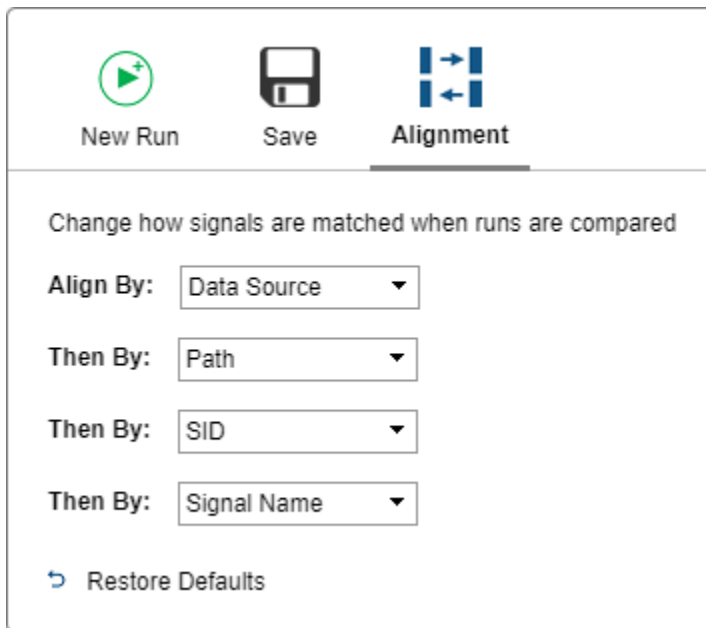 New Run Save Alignment
Change how signals are matched when runs are compared
Align By: Data Source
Then By: Path
Then By: SID
Then By: Signal Name
Restore Defaults